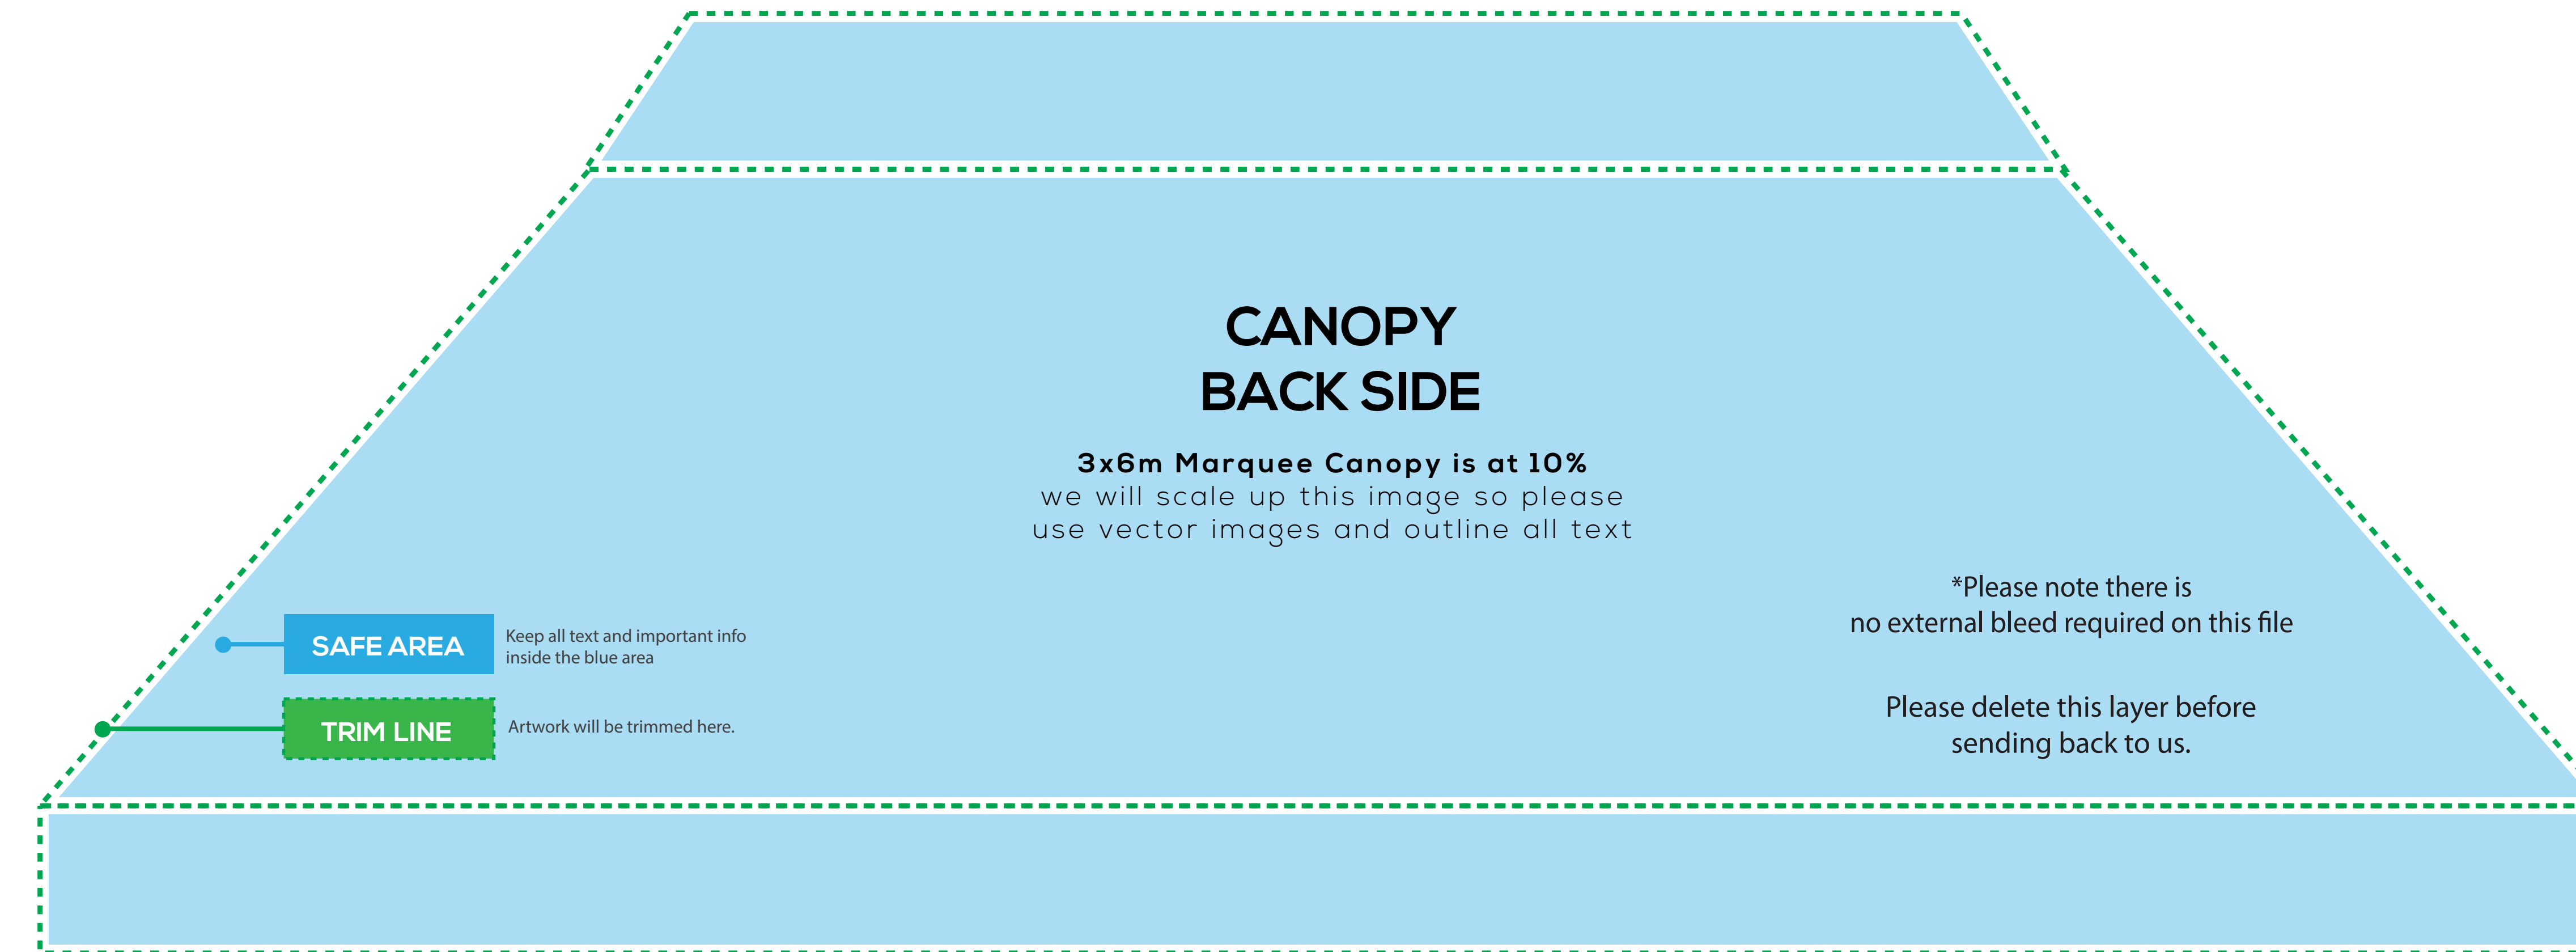 CANOPY
BACK SIDE
3x6m Marquee Canopy is at 10%
we will scale up this image so please
use vector images and outline all text
*Please note there is
no external bleed required on this file
SAFE AREA
Keep all text and important info
inside the blue area
TRIM LINE
Artwork will be trimmed here.
Please delete this layer before
sending back to us.